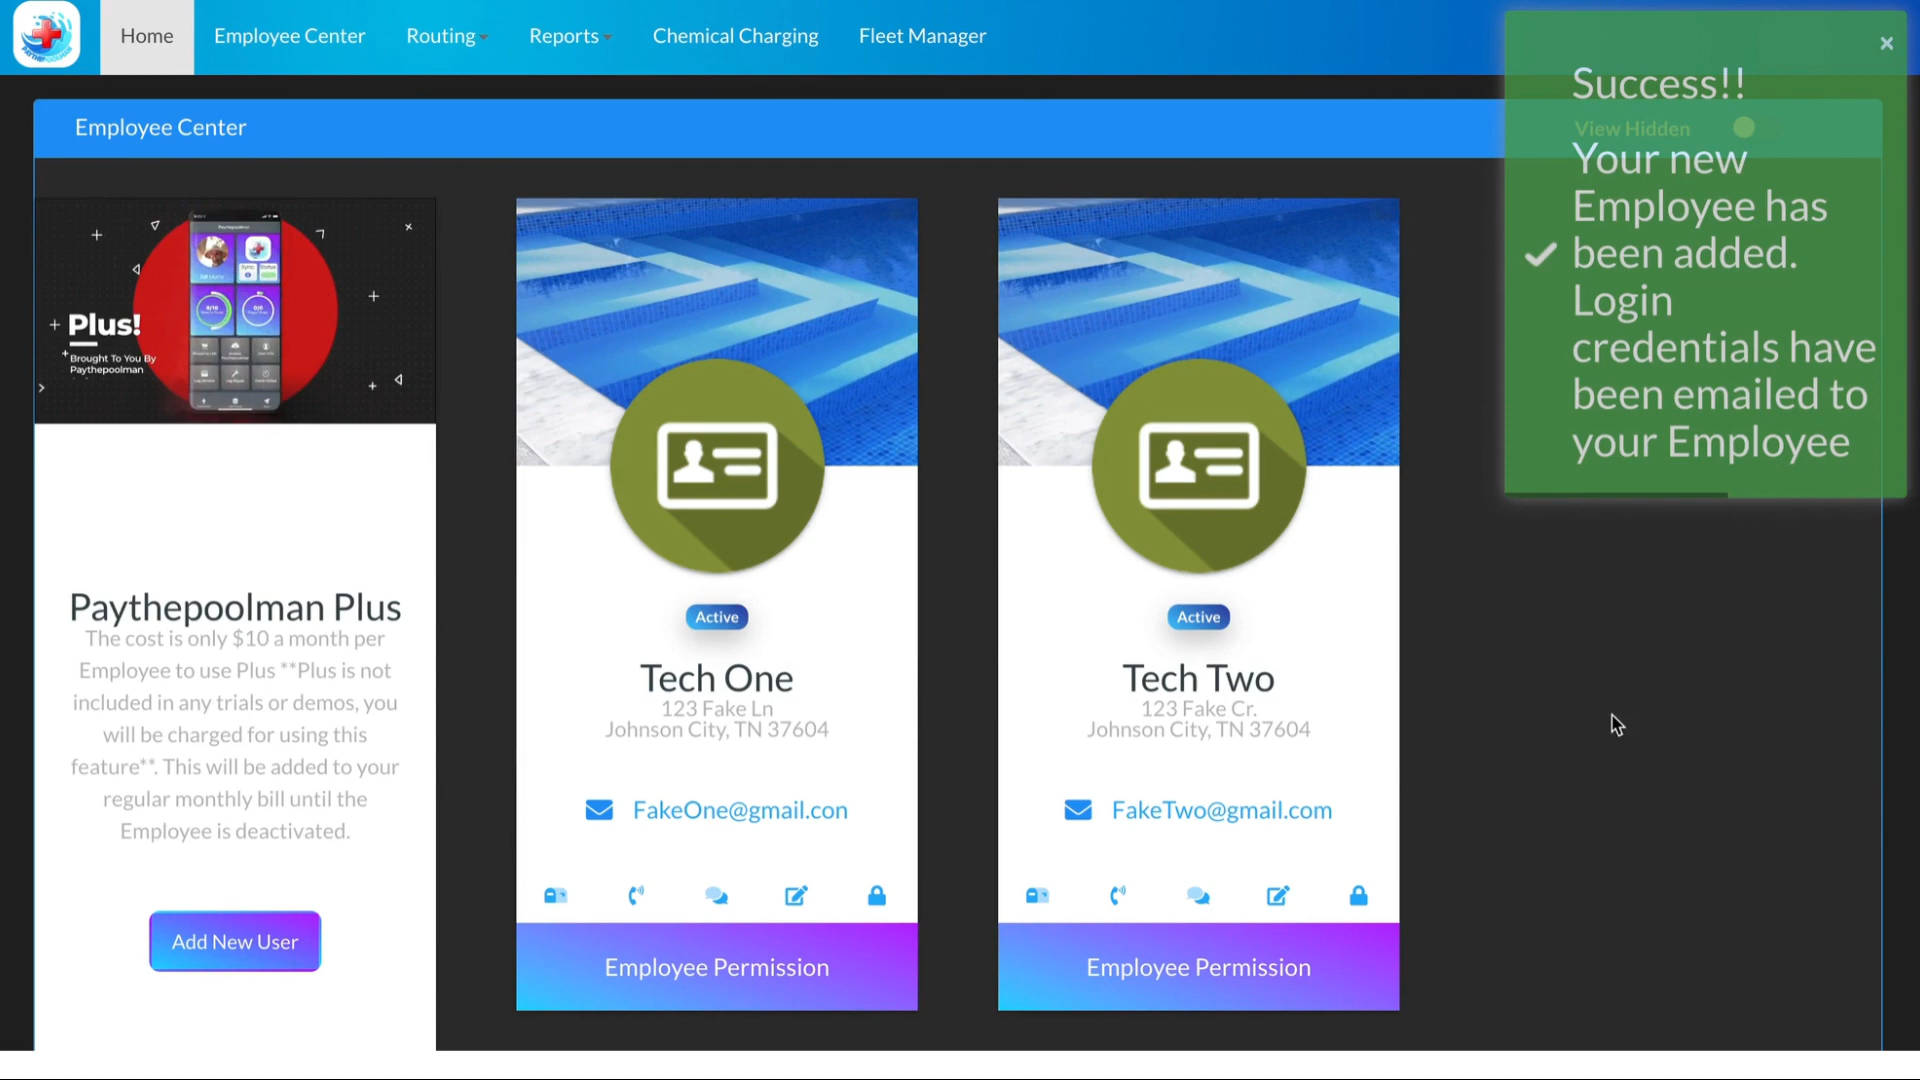 Home
Employee Center
Routing
Reports
Chemical Charging
Fleet Manager
Employee Center
Success!!
View Hidden
Your new
Employee has
been added.
Login
credentials have
been emailed to
your Employee
Plus!
Brought To You By
Paythepoolman
Paythepoolman Plus
The cost is only $10 a month per
Employee to use Plus **Plus is not
included in any trials or demos, you
will be charged for using this
feature**. This will be added to your
regular monthly bill until the
Employee is deactivated.
Add New User
Active
Tech One
123 Fake Ln
Johnson City, TN 37604
FakeOne@gmail.con
Employee Permission
Active
Tech Two
123 Fake Cr.
Johnson City, TN 37604
FakeTwo@gmail.com
Employee Permission